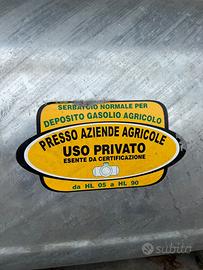 SERBATOIO NORMALE PER
DEPOSITO GASOLIO AGRICOLO
PRESSO AZIENDE AGRICOLE
USO PRIVATO
ESENTE DA CERTIFICAZIONE
da HL 05 a HL 90
subito